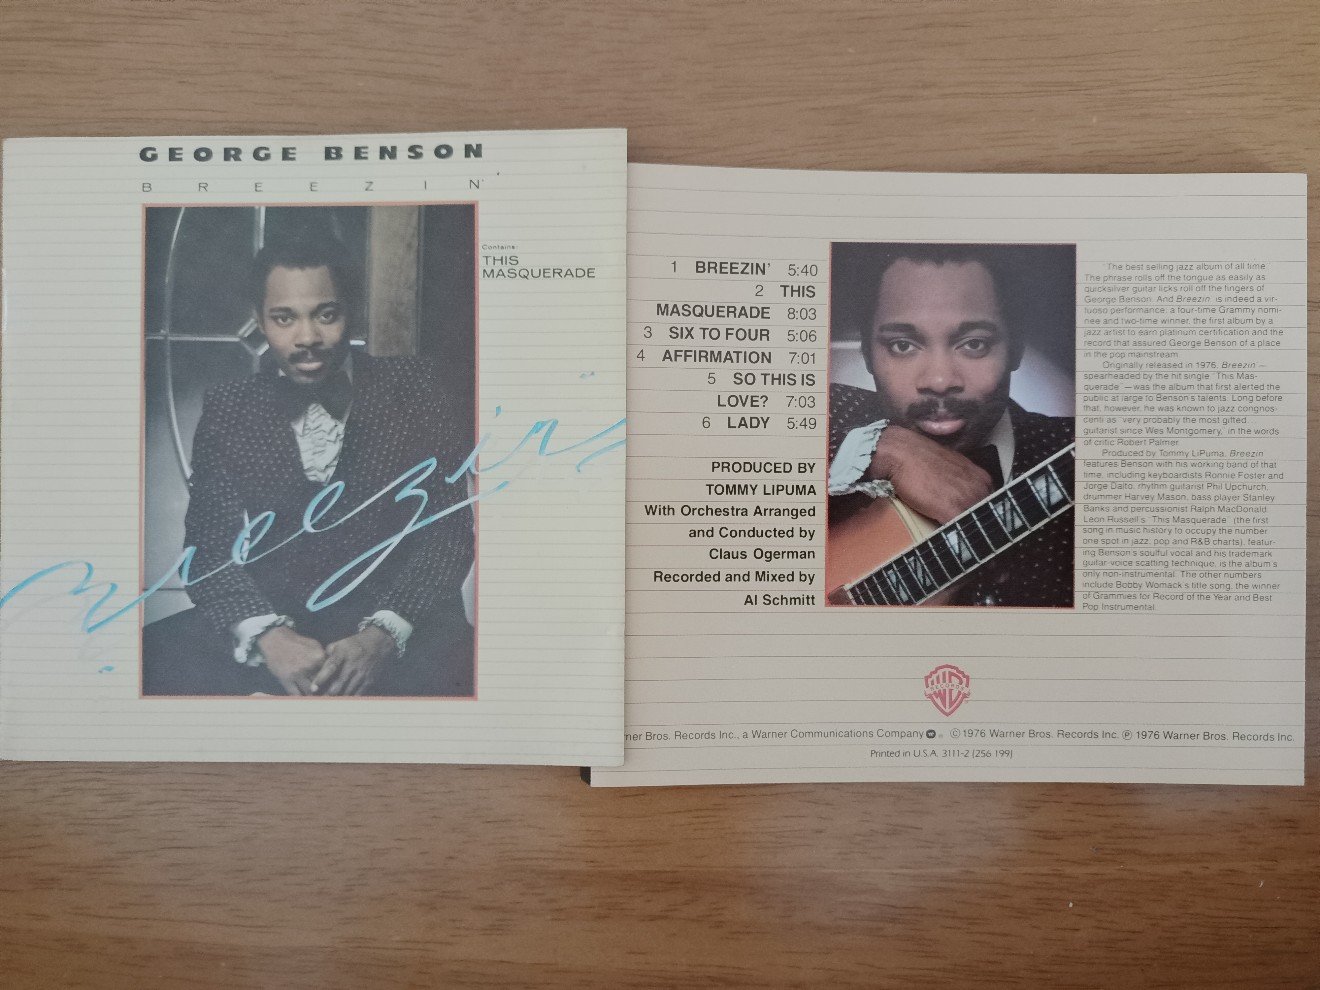 GEORGE BENSON
BREEZIN'
Contains:
THIS
MASQUERADE
Breezin'
1 BREEZIN' 5:40
2 THIS
MASQUERADE 8:03
3 SIX TO FOUR 5:06
4 AFFIRMATION 7:01
5 SO THIS IS
LOVE? 7:03
6 LADY 5:49
PRODUCED BY
TOMMY LIPUMA
With Orchestra Arranged
and Conducted by
Claus Ogerman
Recorded and Mixed by
Al Schmitt
"The best selling jazz album of all time."
The phrase rolls off the tongue as easily as
quicksilver guitar licks roll off the fingers of
George Benson. And Breezin' is indeed a vir-
tuoso performance: a four-time Grammy nomi-
nee and two-time winner, the first album by a
jazz artist to earn platinum certification and the
record that assured George Benson of a place
in the pop mainstream.
Originally released in 1976, Breezin' —
spearheaded by the hit single "This Mas-
querade" — was the album that first alerted the
public at large to Benson's talents. Long before
that, however, he was known to jazz congnos-
centi as "very probably the most gifted
guitarist since Wes Montgomery," in the words
of critic Robert Palmer.
Produced by Tommy LiPuma, Breezin'
features Benson with his working band of that
time, including keyboardists Ronnie Foster and
Jorge Dalto, rhythm guitarist Phil Upchurch,
drummer Harvey Mason, bass player Stanley
Banks and percussionist Ralph MacDonald.
Leon Russell's "This Masquerade" (the first
song in music history to occupy the number
one spot in jazz, pop and R&B charts), featur-
ing Benson's soulful vocal and his trademark
guitar-voice scatting technique, is the album's
only non-instrumental. The other numbers
include Bobby Womack's title song, the winner
of Grammies for Record of the Year and Best
Pop Instrumental.
RECORDS
ner Bros. Records Inc., a Warner Communications Company W . © 1976 Warner Bros. Records Inc. ℗ 1976 Warner Bros. Records Inc.
Printed in U.S.A. 3111-2 (256 199)